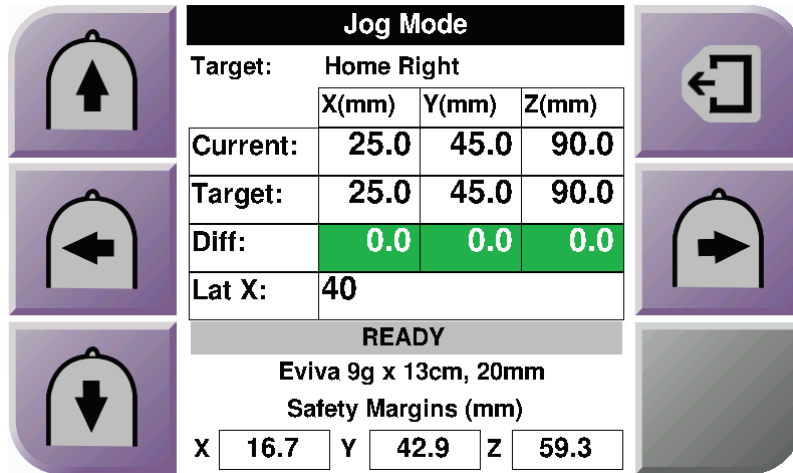 Jog Mode
Target: Home Right
X(mm) Y(mm) Z(mm)
Current: 25.0 45.0 90.0
Target: 25.0 45.0 90.0
Diff: 0.0 0.0 0.0
Lat X: 40
READY
Eviva 9g x 13cm, 20mm
Safety Margins (mm)
X 16.7 Y 42.9 Z 59.3